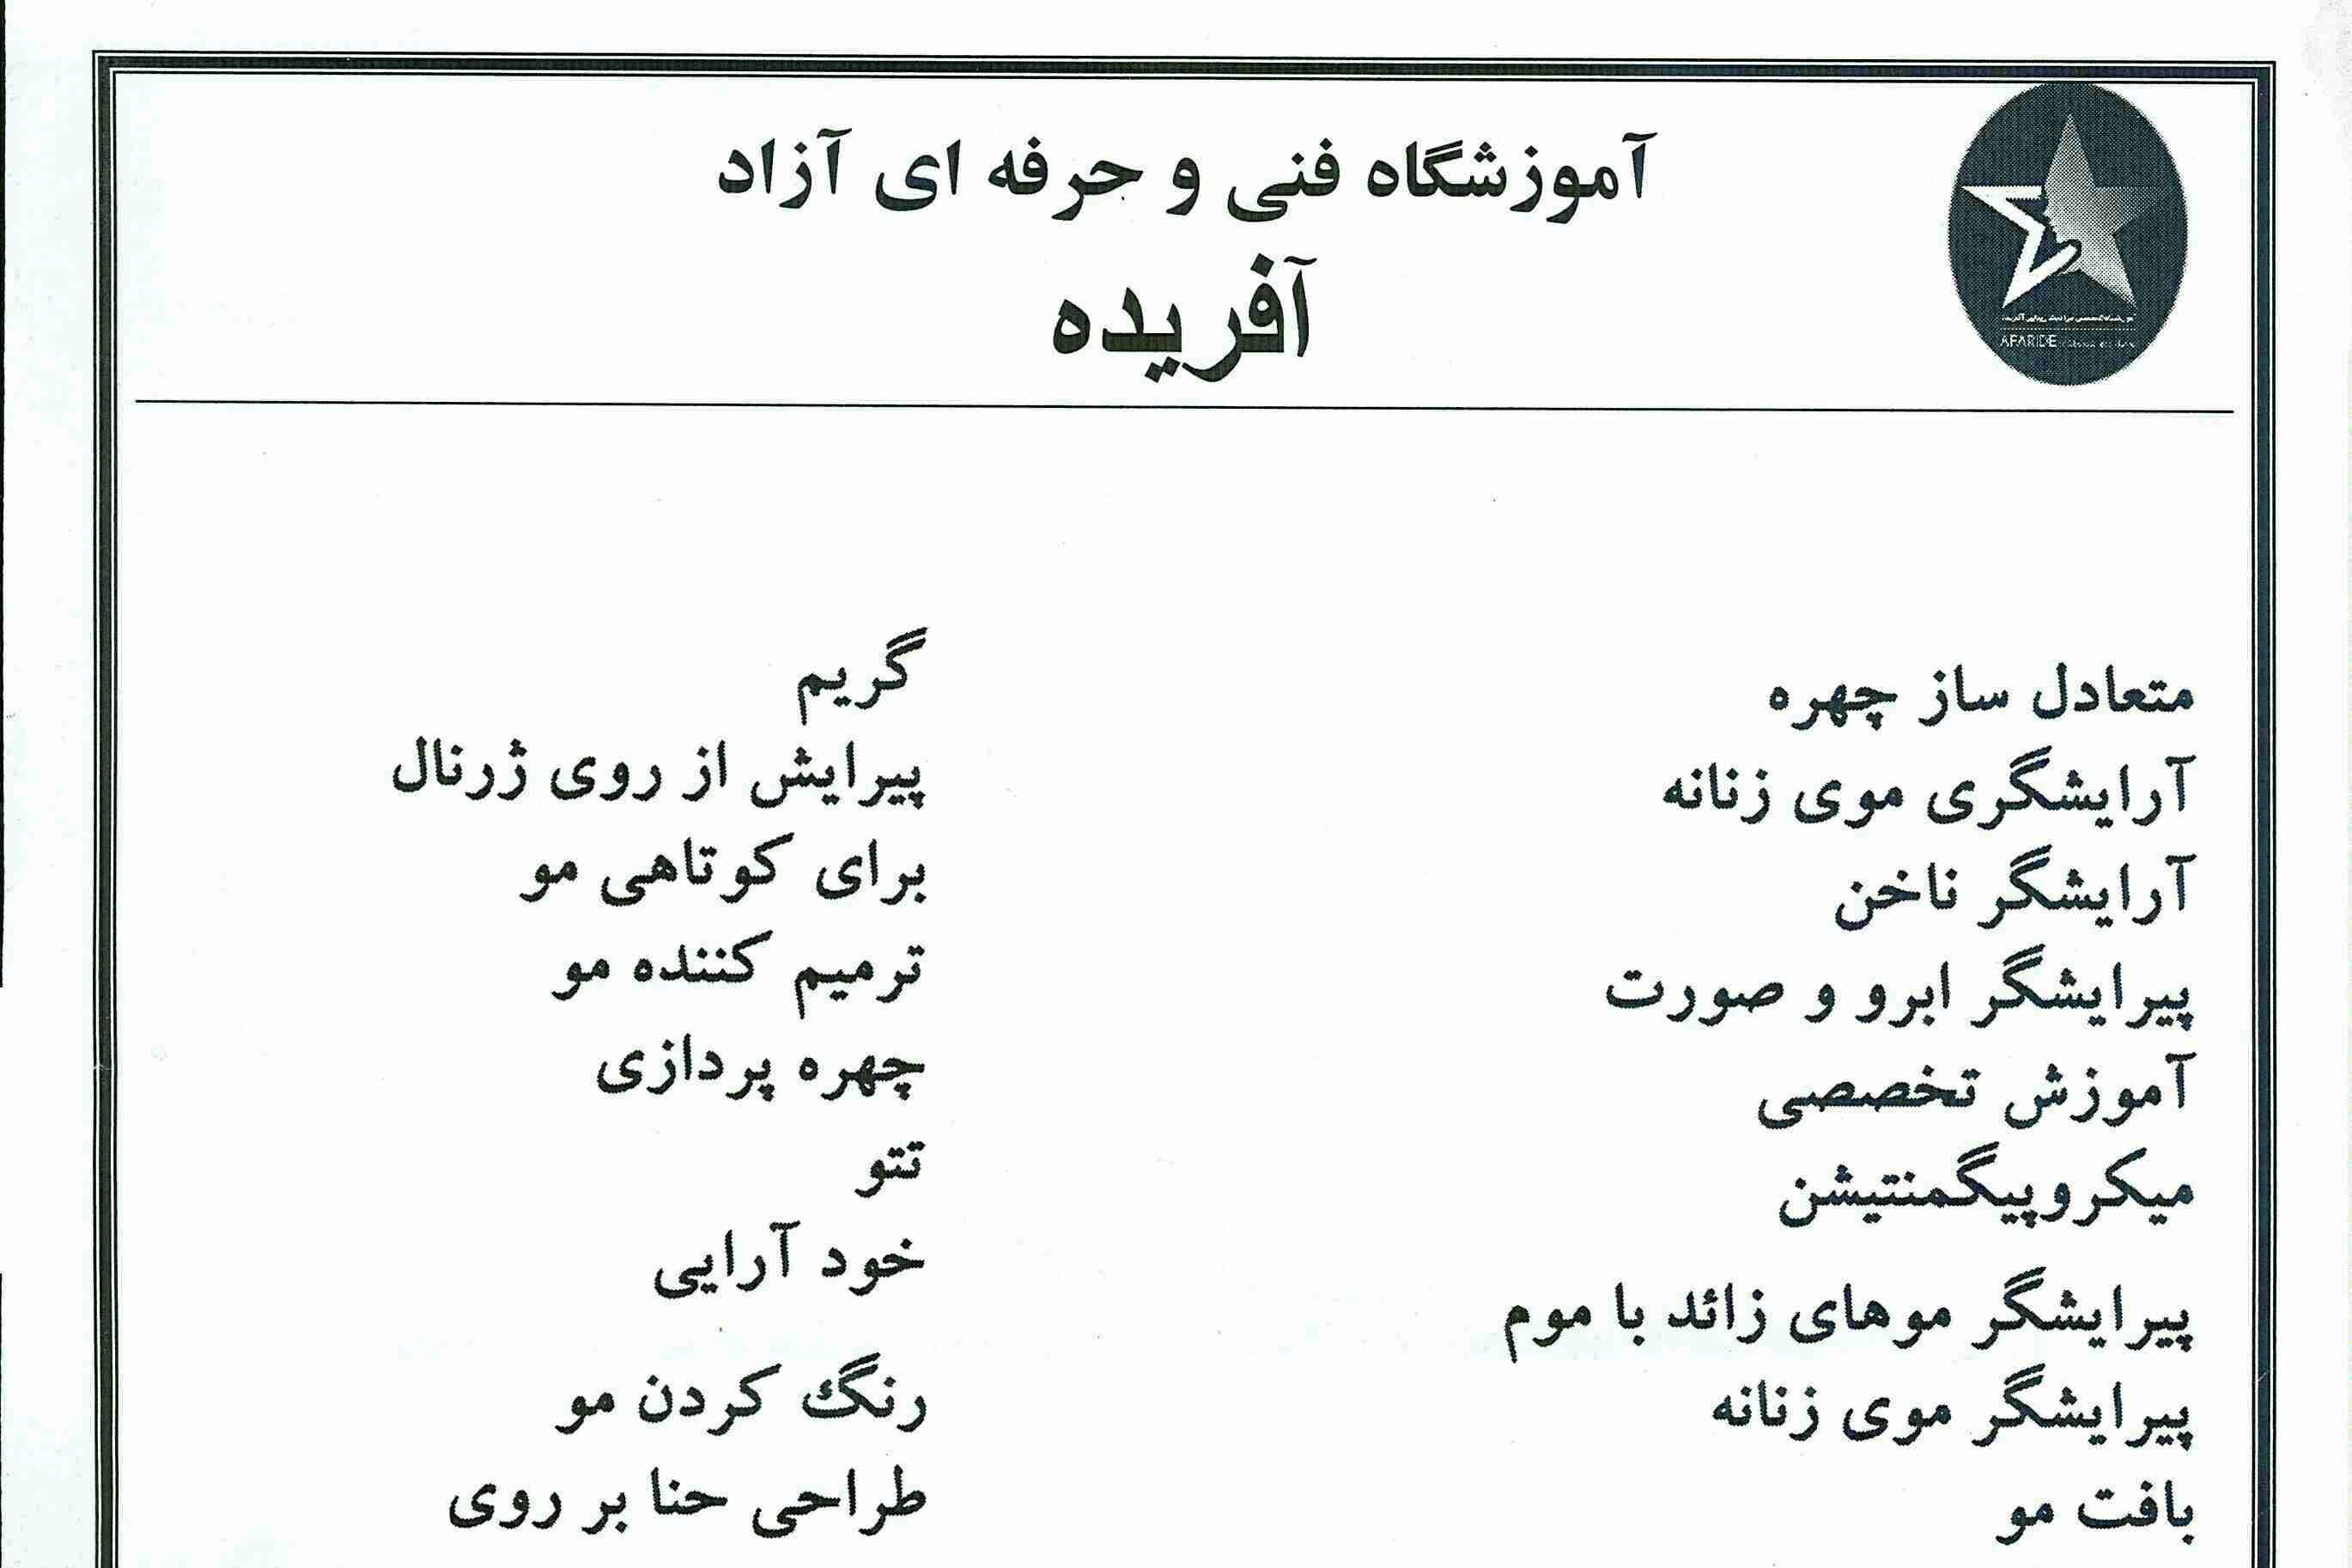 آموزشگاه فنی و حرفه ای آزاد
آفریده
AFARIDE
متعادل ساز چهره
آرایشگری موی زنانه
آرایشگر ناخن
پیرایشگر ابرو و صورت
آموزش تخصصی
میکروپیگمنتیشن
پیرایشگر موهای زائد با موم
پیرایشگر موی زنانه
بافت مو
گریم
پیرایش از روی ژرنال
برای کوتاهی مو
ترمیم کننده مو
چهره پردازی
تتو
خود آرایی
رنگ کردن مو
طراحی حنا بر روی